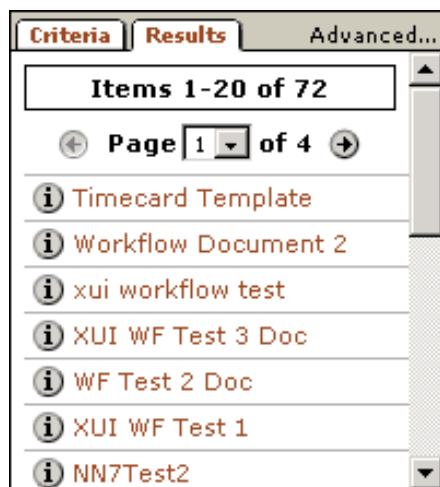 Criteria Results Advanced...
Items 1-20 of 72
Page 1 of 4
Timecard Template
Workflow Document 2
xui workflow test
XUI WF Test 3 Doc
WF Test 2 Doc
XUI WF Test 1
NN7Test2